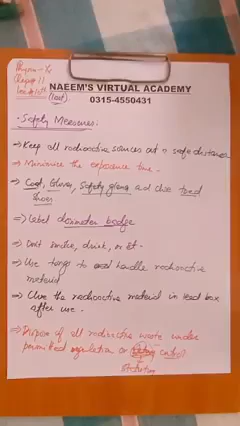 Physics-X
(Repeat)
NAEEM'S VIRTUAL ACADEMY
0315-4550431
• Safety Measures:
⇒ Keep all radioactive sources at a safe distance
⇒ Minimize the exposure time.
⇒ Coat, Gloves, Safety and close toed
shoes
⇒ Label dosimeter badge
⇒ Don't smoke, drink, or eat.
⇒ Use tongs to handle radioactive
material
⇒ the radioactive material in lead box
after use.
⇒ Dispose of all radioactive waste under
permitted regulation or control